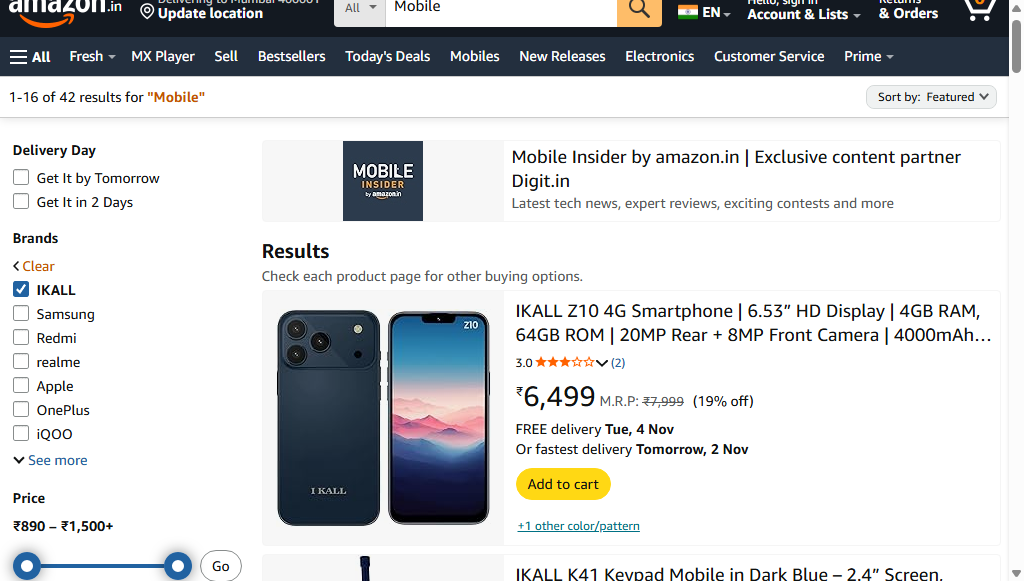 amazon.in
Delivering to Mumbai 400001
Update location
All
Mobile
EN
Hello, sign in
Account & Lists
Returns
& Orders
0
All
Fresh
MX Player
Sell
Bestsellers
Today's Deals
Mobiles
New Releases
Electronics
Customer Service
Prime
1-16 of 42 results for "Mobile"
Sort by: Featured
Delivery Day
Get It by Tomorrow
Get It in 2 Days
Brands
Clear
IKALL
Samsung
Redmi
realme
Apple
OnePlus
iQOO
See more
Price
₹890 – ₹1,500+
Go
MOBILE
INSIDER
by amazon.in
Mobile Insider by amazon.in | Exclusive content partner
Digit.in
Latest tech news, expert reviews, exciting contests and more
Results
Check each product page for other buying options.
Z10
I KALL
IKALL Z10 4G Smartphone | 6.53” HD Display | 4GB RAM,
64GB ROM | 20MP Rear + 8MP Front Camera | 4000mAh…
3.0 (2)
₹6,499 M.R.P: ₹7,999 (19% off)
FREE delivery Tue, 4 Nov
Or fastest delivery Tomorrow, 2 Nov
Add to cart
+1 other color/pattern
IKALL K41 Keypad Mobile in Dark Blue – 2.4” Screen,